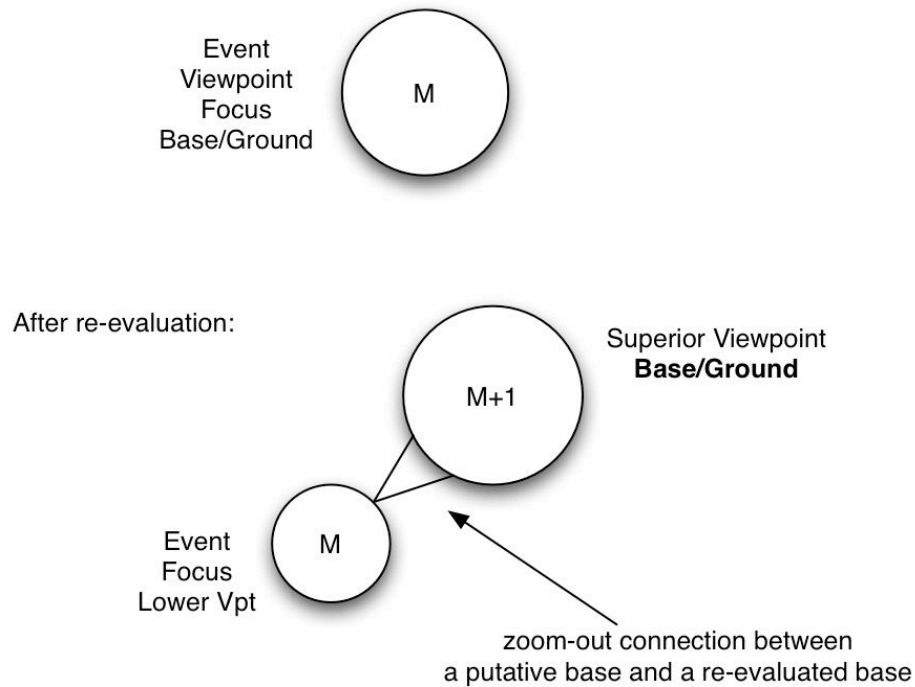 Event
Viewpoint
Focus
Base/Ground
M
After re-evaluation:
Superior Viewpoint
Base/Ground
M+1
M
Event
Focus
Lower Vpt
zoom-out connection between
a putative base and a re-evaluated base